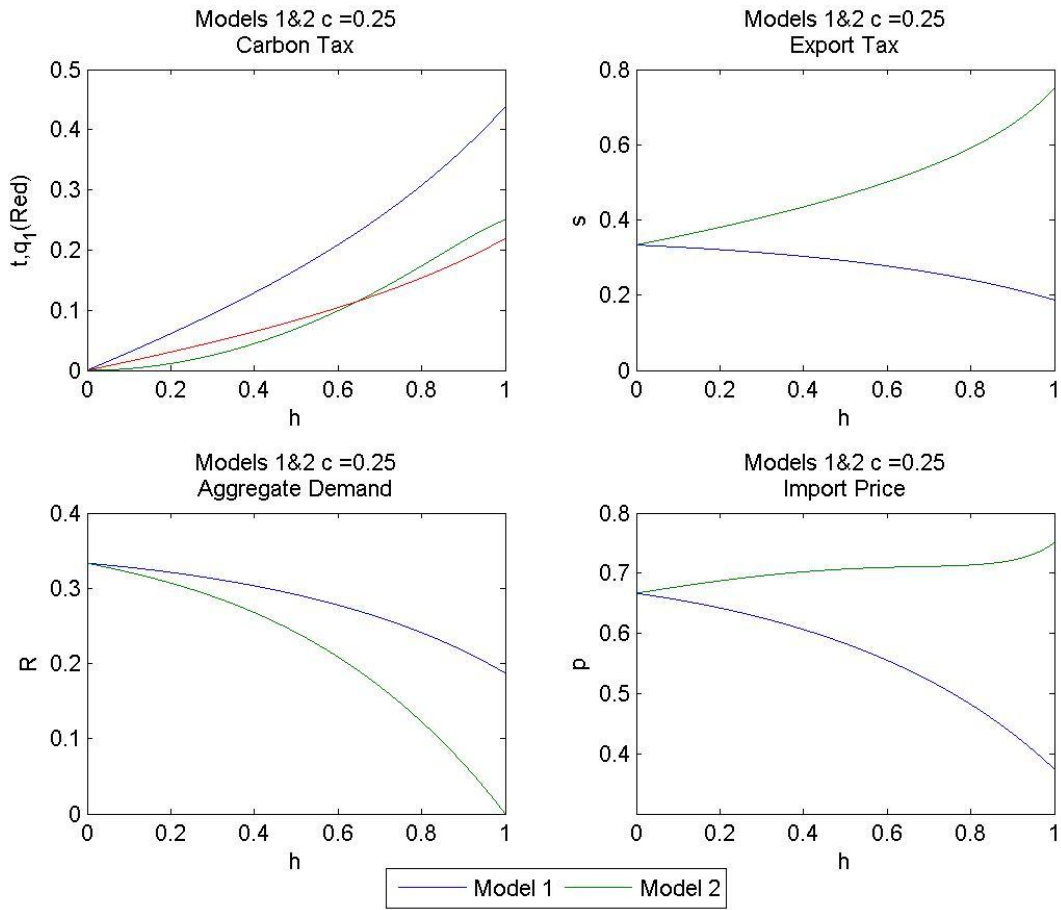 Models 1&2 c =0.25
Carbon Tax
0.5
0.4
0.3
0.2
0.1
0
t,q1(Red)
0 0.2 0.4 0.6 0.8 1
h
Models 1&2 c =0.25
Export Tax
0.8
0.6
0.4
0.2
0
s
0 0.2 0.4 0.6 0.8 1
h
Models 1&2 c =0.25
Aggregate Demand
0.4
0.3
0.2
0.1
0
R
0 0.2 0.4 0.6 0.8 1
h
Models 1&2 c =0.25
Import Price
0.8
0.7
0.6
0.5
0.4
p
0 0.2 0.4 0.6 0.8 1
h
Model 1 Model 2